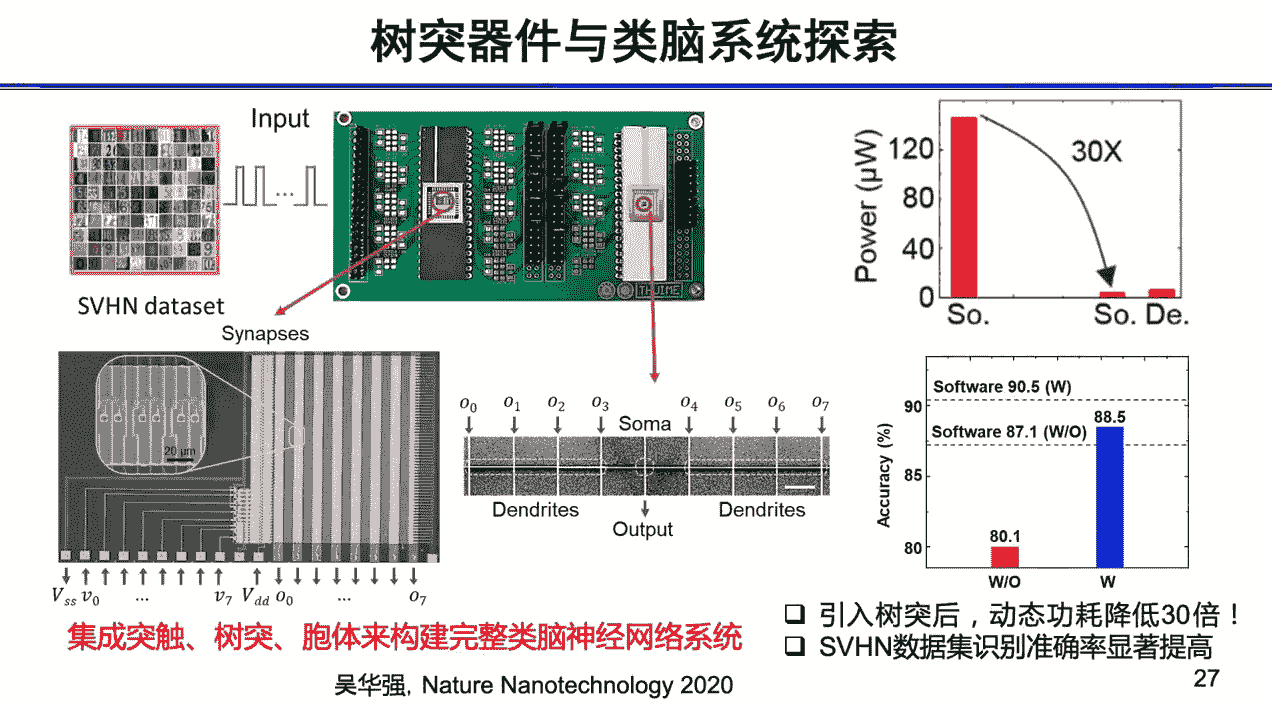 树突器件与类脑系统探索
Input
...
SVHN dataset
THUIME
Synapses
20 μm
Vss v0 ... v7 Vdd o0 ... o7
o0 o1 o2 o3 Soma o4 o5 o6 o7
Dendrites Dendrites
Output
集成突触、树突、胞体来构建完整类脑神经网络系统
吴华强, Nature Nanotechnology 2020
Power (μW)
120
80
40
0
30X
So. So. De.
Accuracy (%)
90
85
80
Software 90.5 (W)
Software 87.1 (W/O)
88.5
80.1
W/O W
❑ 引入树突后，动态功耗降低30倍！
❑ SVHN数据集识别准确率显著提高
27